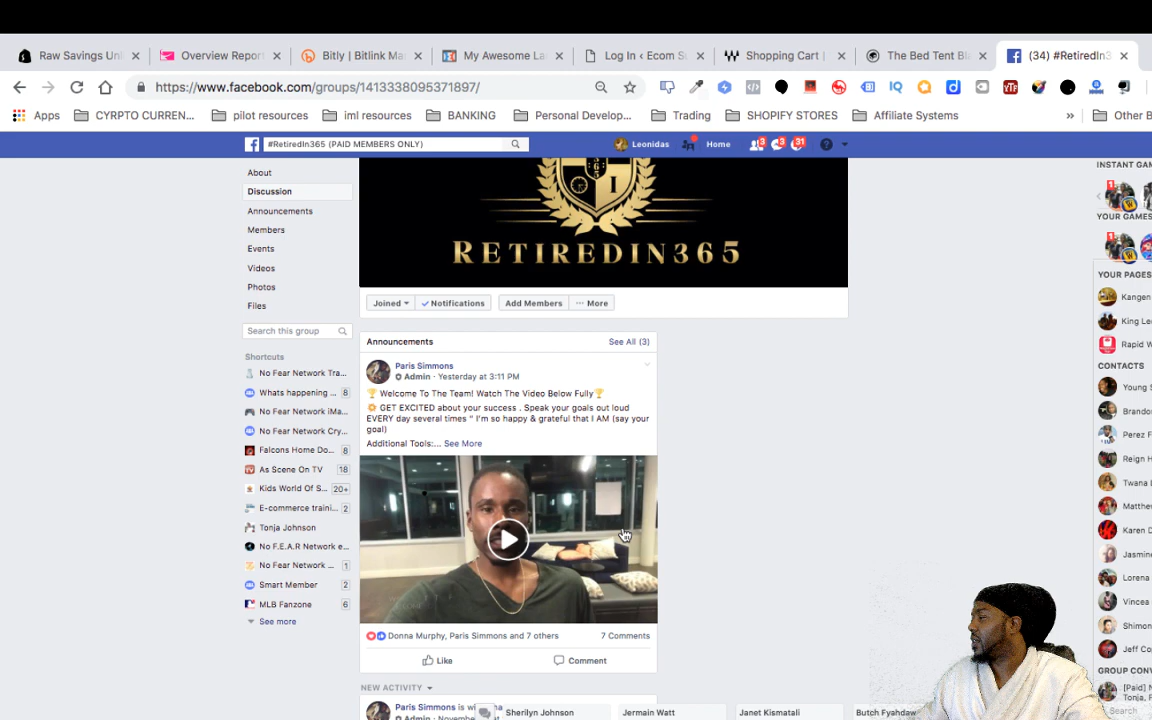 Raw Savings Unli
Overview Report
Bitly | Bitlink Ma
My Awesome La
Log In ‹ Ecom Su
Shopping Cart |
The Bed Tent Bl
(34) #RetiredIn3
https://www.facebook.com/groups/1413338095371897/
Apps
CYRPTO CURREN...
pilot resources
iml resources
BANKING
Personal Develop...
Trading
SHOPIFY STORES
Affiliate Systems
»
Other B
#RetiredIn365 (PAID MEMBERS ONLY)
Leonidas
Home
3
3
31
About
Discussion
Announcements
Members
Events
Videos
Photos
Files
Search this group
Shortcuts
No Fear Network Tra...
Whats happening ... 8
No Fear Network iMa...
No Fear Network Cry...
Falcons Home Do... 8
As Scene On TV 18
Kids World Of S... 20+
E-commerce traini... 2
Tonja Johnson
No F.E.A.R Network e...
No Fear Network ... 1
Smart Member 2
MLB Fanzone 6
See more
365
I
RETIREDIN365
Joined
Notifications
Add Members
More
Announcements
See All (3)
Paris Simmons
Admin · Yesterday at 3:11 PM
🏆 Welcome To The Team! Watch The Video Below Fully🏆
💥 GET EXCITED about your success . Speak your goals out loud
EVERY day several times " I'm so happy & grateful that I AM (say your
goal)
Additional Tools:... See More
Donna Murphy, Paris Simmons and 7 others
7 Comments
Like
Comment
NEW ACTIVITY
Paris Simmons is wi
Admin
Sherilyn Johnson
Jermain Watt
Janet Kismatali
Butch Fyahdaw
INSTANT GAM
YOUR GAMES
YOUR PAGES
Kangen
King Le
Rapid W
CONTACTS
Young S
Brando
Perez F
Reign H
Twana L
Matthe
Karen D
Jasmine
Lorena
Vincea
Shimon
Jeff Co
GROUP CONV
[Paid] N
Tonja, F
Search